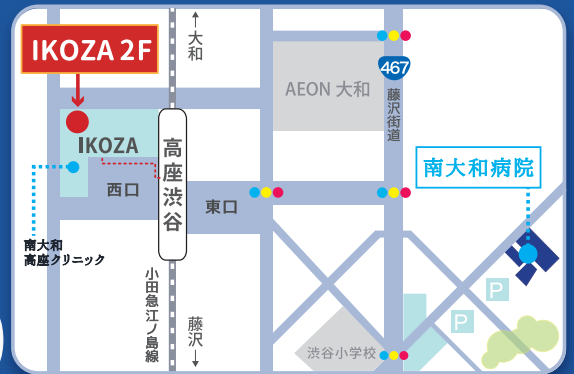 IKOZA 2F
←大和
467
AEON 大和
藤沢街道
IKOZA
高座渋谷
南大和病院
西口
東口
南大和
高座クリニック
小田急江ノ島線
藤沢→
P
P
渋谷小学校